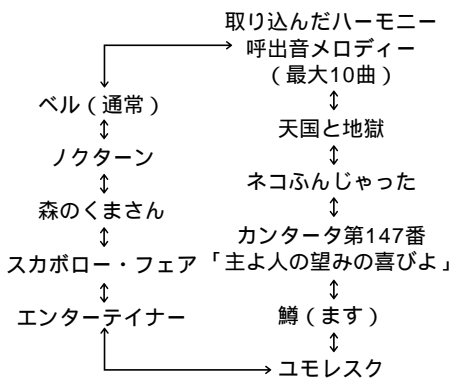 取り込んだハーモニー
呼出音メロディー
（最大10曲）
ベル（通常）
天国と地獄
ノクターン
ネコふんじゃった
森のくまさん
カンタータ第147番
「主よ人の望みの喜びよ」
スカボロー・フェア
エンターテイナー
鱒（ます）
ユモレスク